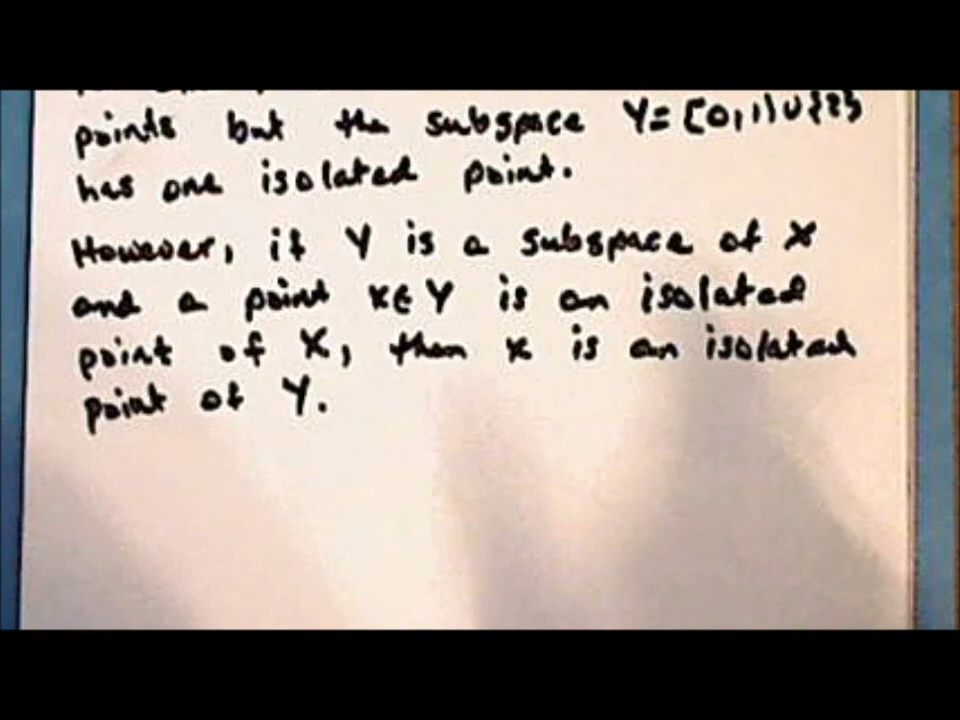 points but the subspace Y = [0,1) ∪ {2}
has one isolated point.
However, if Y is a subspace of X
and a point x ∈ Y is an isolated
point of X, then x is an isolated
point of Y.